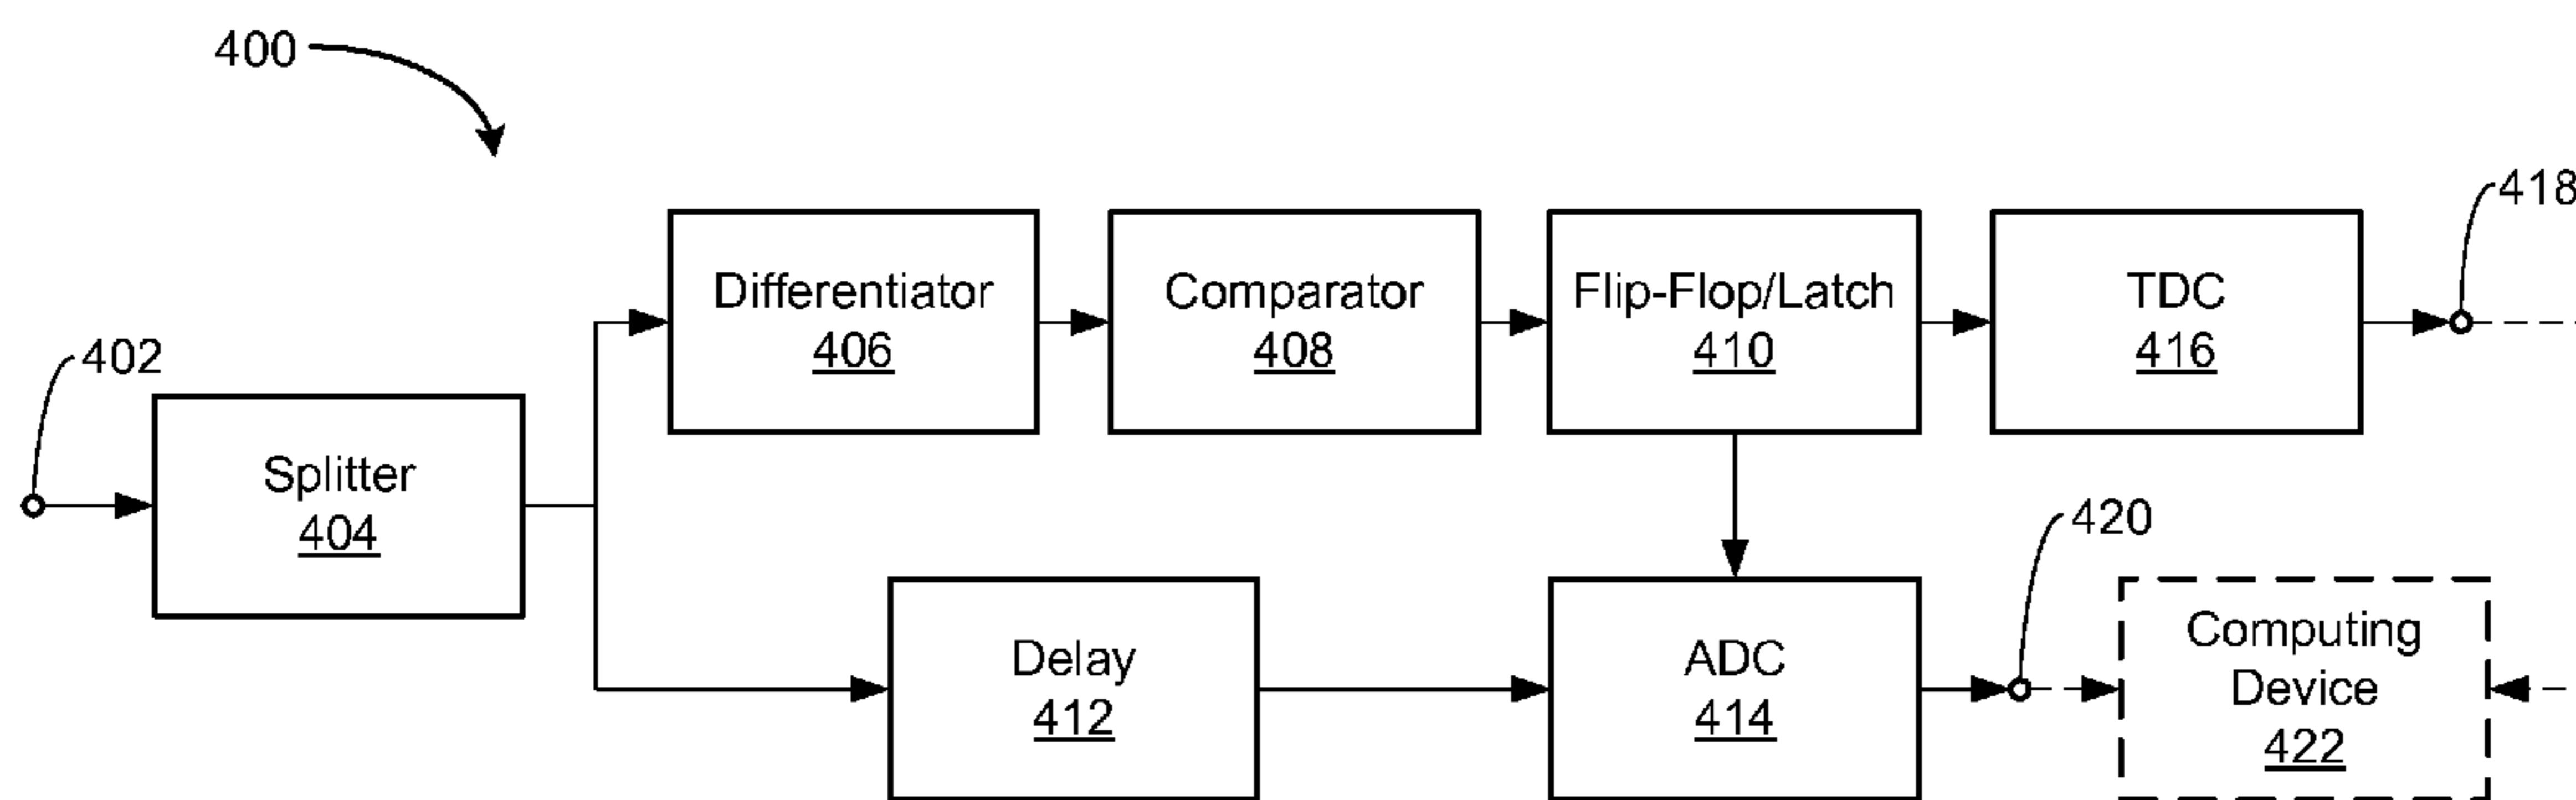 400
418
Differentiator
406
Comparator
408
Flip-Flop/Latch
410
TDC
416
402
Splitter
404
420
Delay
412
ADC
414
Computing
Device
422